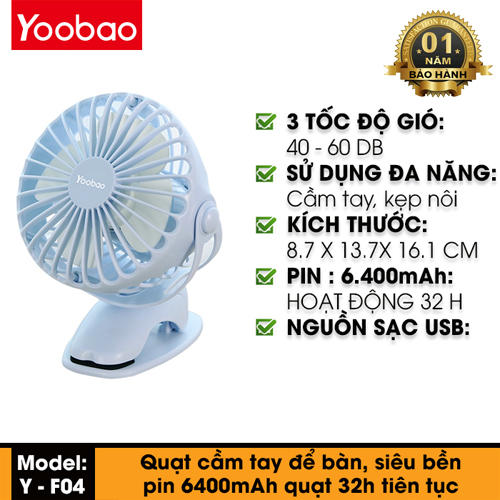 Yoobao
SATISFACTION GUARANTEE
01
NĂM
BẢO HÀNH
3 TỐC ĐỘ GIÓ:
40 - 60 DB
SỬ DỤNG ĐA NĂNG:
Cầm tay, kẹp nôi
KÍCH THƯỚC:
8.7 X 13.7X 16.1 CM
PIN : 6.400mAh:
HOẠT ĐỘNG 32 H
NGUỒN SẠC USB:
Yoobao
Model:
Y - F04
Quạt cầm tay để bàn, siêu bền
pin 6400mAh quạt 32h tiên tục